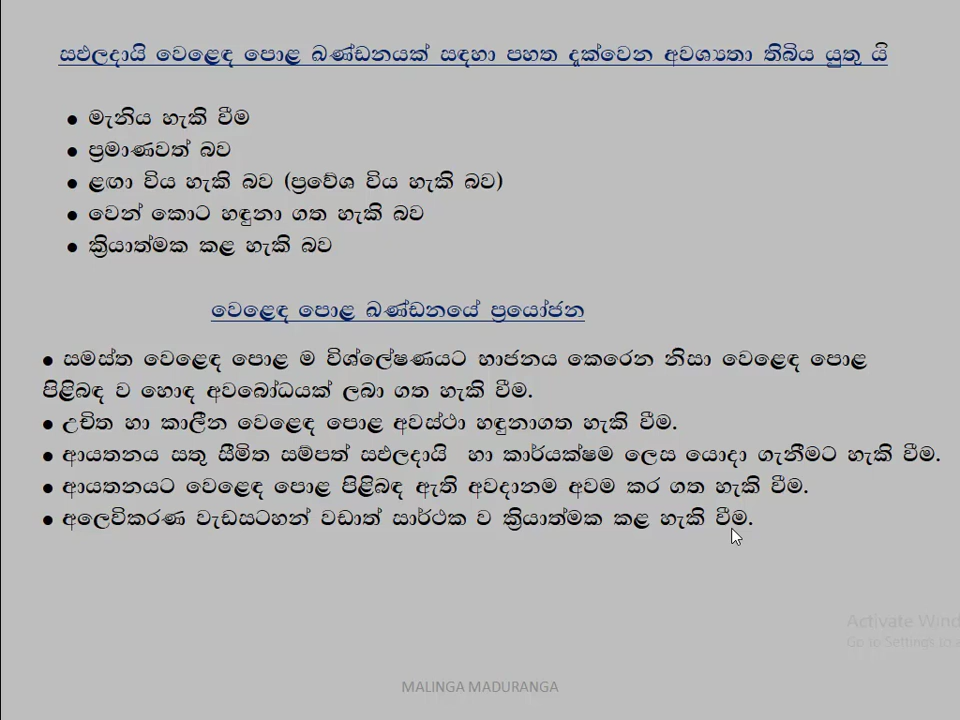 සඵලදායි වෙළෙඳ පොළ ඛණ්ඩනයක් සඳහා පහත දැක්වෙන අවශ්‍යතා තිබිය යුතු යි
● මැනිය හැකි වීම
● ප්‍රමාණවත් බව
● ළඟා විය හැකි බව (ප්‍රවේශ විය හැකි බව)
● වෙන් කොට හඳුනා ගත හැකි බව
● ක්‍රියාත්මක කළ හැකි බව
වෙළෙඳ පොළ ඛණ්ඩනයේ ප්‍රයෝජන
● සමස්ත වෙළෙඳ පොළ ම විශ්ලේෂණයට භාජනය කෙරෙන නිසා වෙළෙඳ පොළ
පිළිබඳ ව හොඳ අවබෝධයක් ලබා ගත හැකි වීම.
● උචිත හා කාලීන වෙළෙඳ පොළ අවස්ථා හඳුනාගත හැකි වීම.
● ආයතනය සතු සීමිත සම්පත් සඵලදායි හා කාර්යක්ෂම ලෙස යොදා ගැනීමට හැකි වීම.
● ආයතනයට වෙළෙඳ පොළ පිළිබඳ ඇති අවදානම අවම කර ගත හැකි වීම.
● අලෙවිකරණ වැඩසටහන් වඩාත් සාර්ථක ව ක්‍රියාත්මක කළ හැකි වීම.
Activate Wind
Go to Settings to a
MALINGA MADURANGA